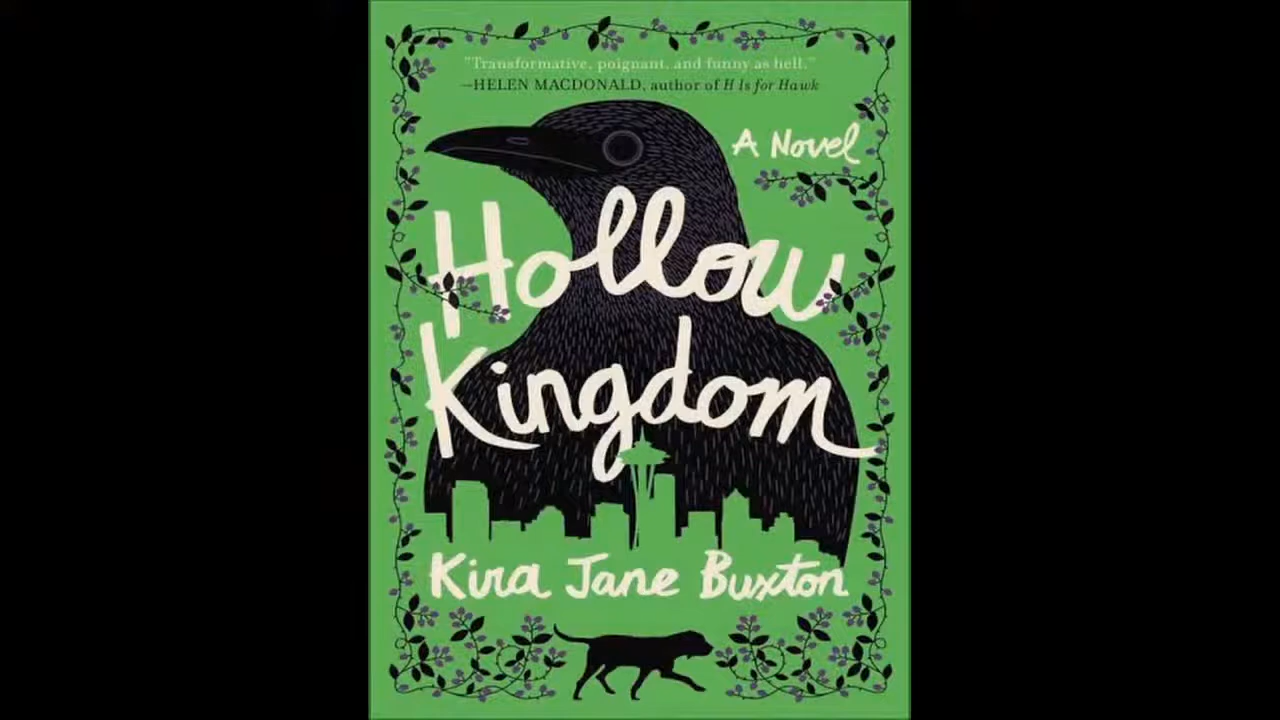 "Transformative, poignant, and funny as hell."
—HELEN MACDONALD, author of H Is for Hawk
A Novel
Hollow
Kingdom
Kira Jane Buxton